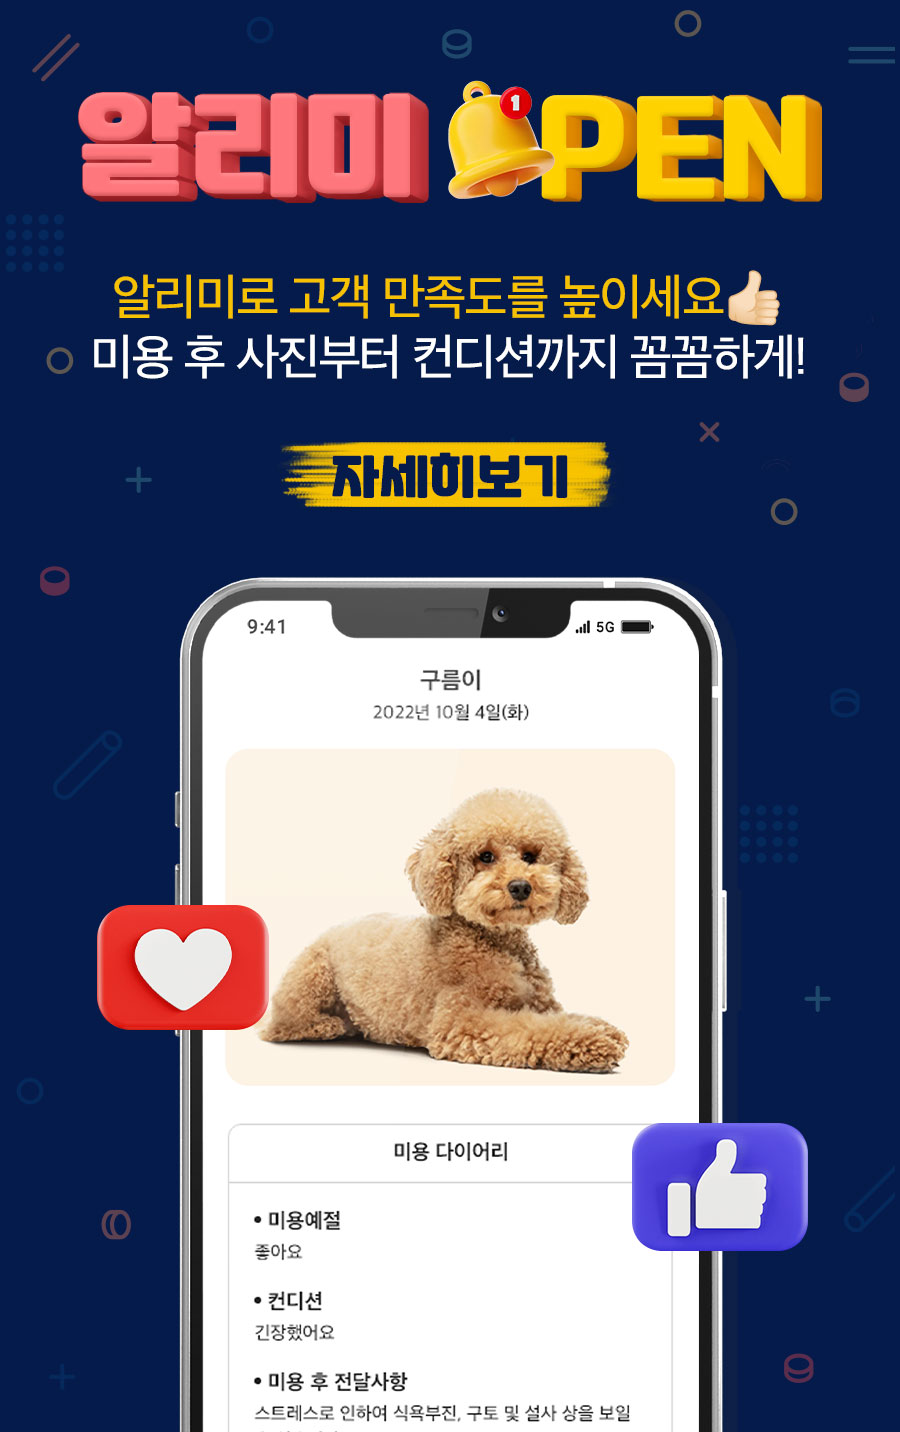 알리미 OPEN
1
알리미로 고객 만족도를 높이세요👍🏻
미용 후 사진부터 컨디션까지 꼼꼼하게!
자세히보기
9:41 5G
구름이
2022년 10월 4일(화)
미용 다이어리
• 미용예절
좋아요
• 컨디션
긴장했어요
• 미용 후 전달사항
스트레스로 인하여 식욕부진, 구토 및 설사 상을 보일